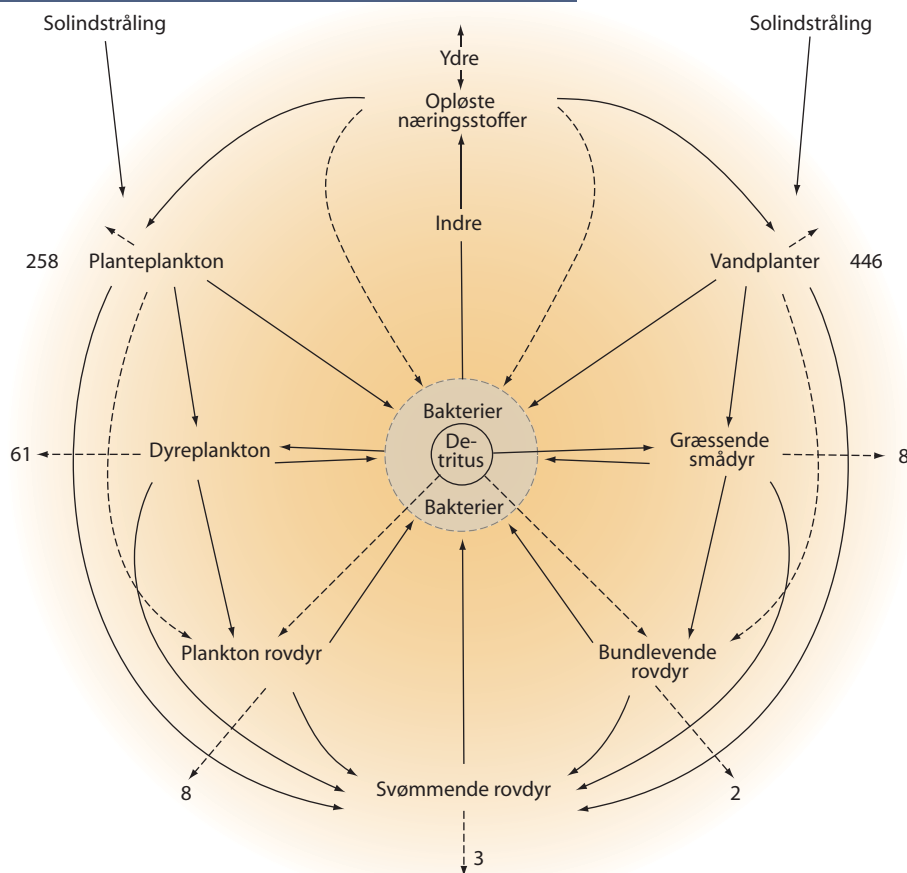 Solindstråling
Solindstråling
Ydre
Opløste
næringsstoffer
Indre
258
Planteplankton
Vandplanter
446
Bakterier
De-
tritus
Bakterier
61
Dyreplankton
Græssende
smådyr
8
Plankton rovdyr
Bundlevende
rovdyr
8
Svømmende rovdyr
2
3